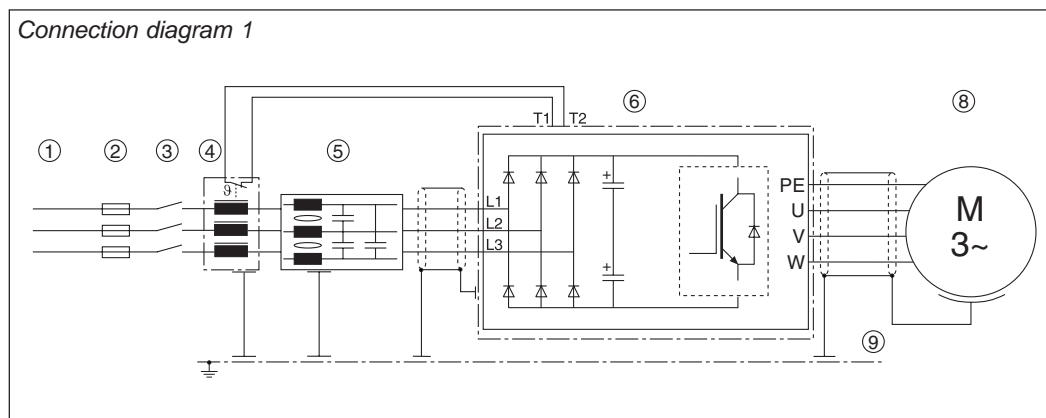 Connection diagram 1
T1 T2
① ② ③ ④ ⑤ ⑥ ⑧
ϑ
+
L1
L2
L3
+
PE
U
V
W
M
3~
⑨